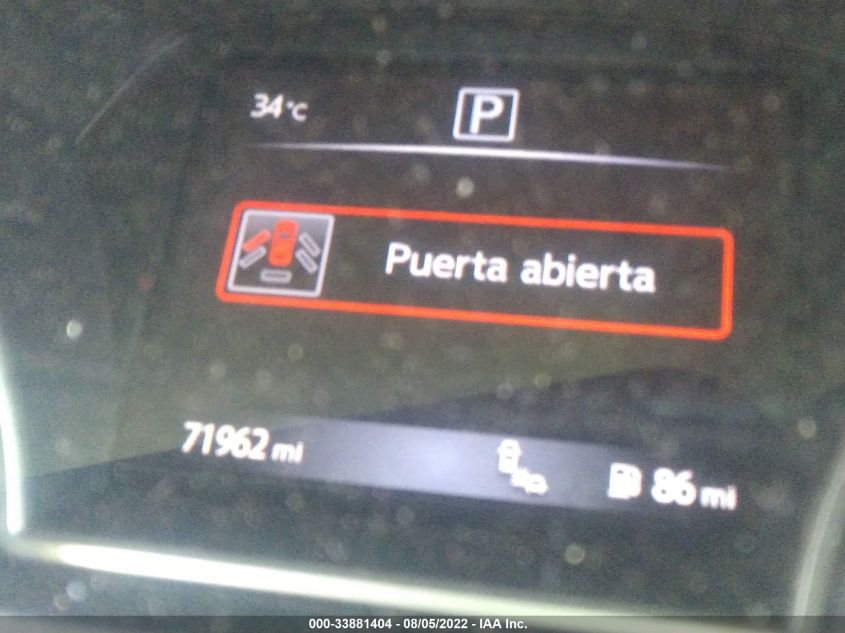 34°C
P
Puerta abierta
71962 mi
86 mi
000-33881404 - 08/05/2022 - IAA Inc.